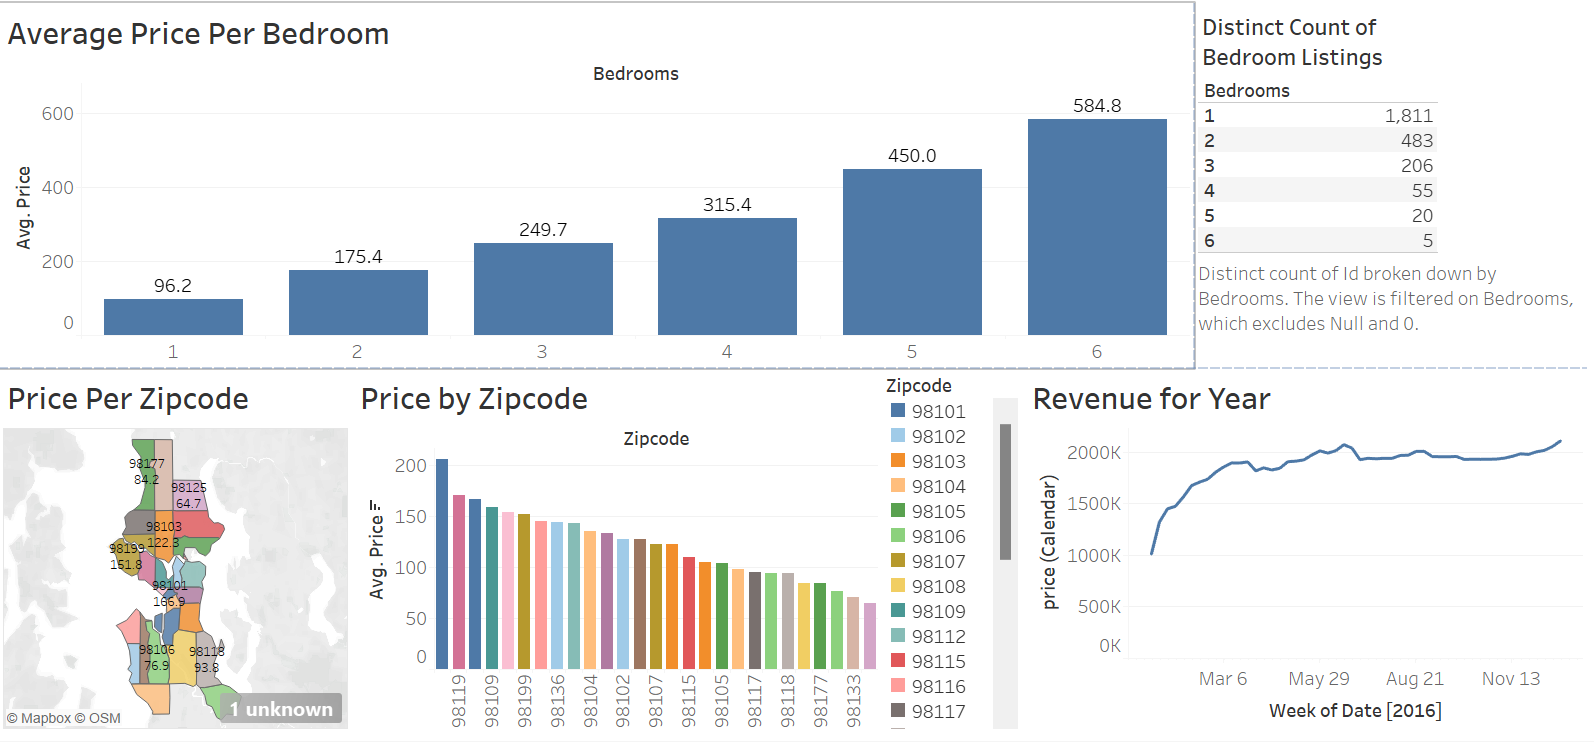 Average Price Per Bedroom
Bedrooms
Avg. Price
600
400
200
0
96.2
175.4
249.7
315.4
450.0
584.8
1
2
3
4
5
6
Distinct Count of
Bedroom Listings
Bedrooms
1 1,811
2 483
3 206
4 55
5 20
6 5
Distinct count of Id broken down by
Bedrooms. The view is filtered on Bedrooms,
which excludes Null and 0.
Price Per Zipcode
98177
84.2
98125
64.7
98103
122.3
98199
151.8
98101
166.9
98106
76.9
98118
93.8
1 unknown
© Mapbox © OSM
Price by Zipcode
Zipcode
Avg. Price
200
150
100
50
0
98119
98109
98199
98136
98104
98102
98107
98115
98105
98117
98118
98177
98133
Zipcode
98101
98102
98103
98104
98105
98106
98107
98108
98109
98112
98115
98116
98117
Revenue for Year
price (Calendar)
2000K
1500K
1000K
500K
0K
Mar 6
May 29
Aug 21
Nov 13
Week of Date [2016]